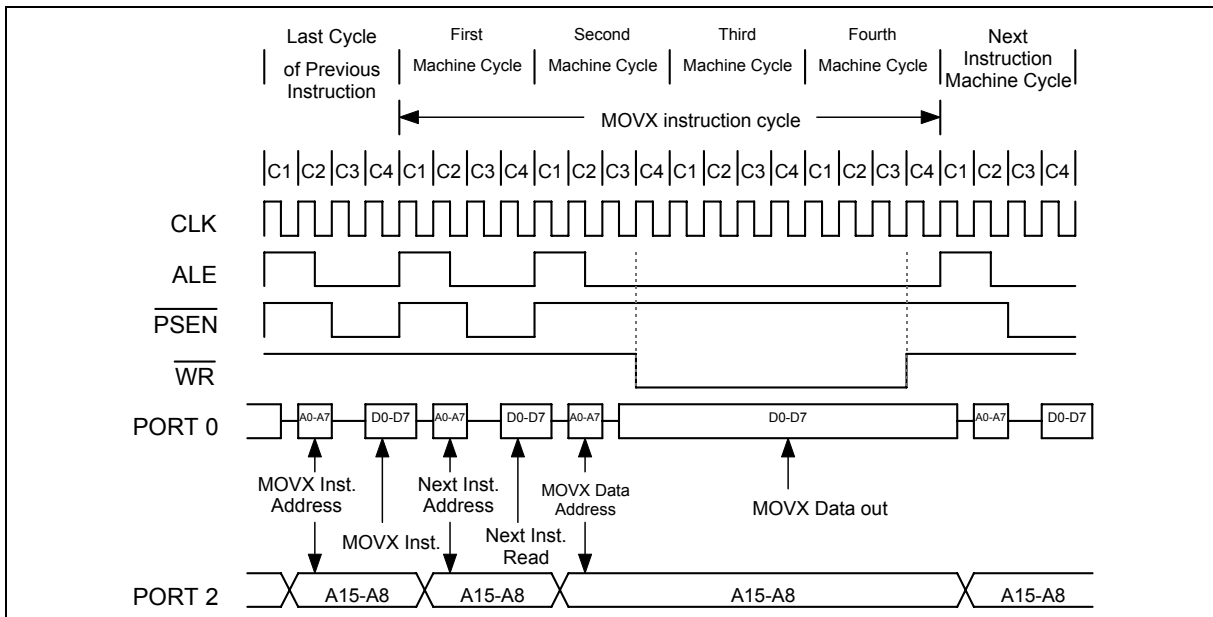 Last Cycle
of Previous
Instruction
First
Machine Cycle
Second
Machine Cycle
Third
Machine Cycle
Fourth
Machine Cycle
Next
Instruction
Machine Cycle
MOVX instruction cycle
C1 C2 C3 C4 C1 C2 C3 C4 C1 C2 C3 C4 C1 C2 C3 C4 C1 C2 C3 C4 C1 C2 C3 C4
CLK
ALE
PSEN
WR
PORT 0
A0-A7 D0-D7 A0-A7 D0-D7 A0-A7 D0-D7 A0-A7 D0-D7
MOVX Inst.
Address
MOVX Inst.
Next Inst.
Address
Next Inst.
Read
MOVX Data
Address
MOVX Data out
PORT 2
A15-A8 A15-A8 A15-A8 A15-A8